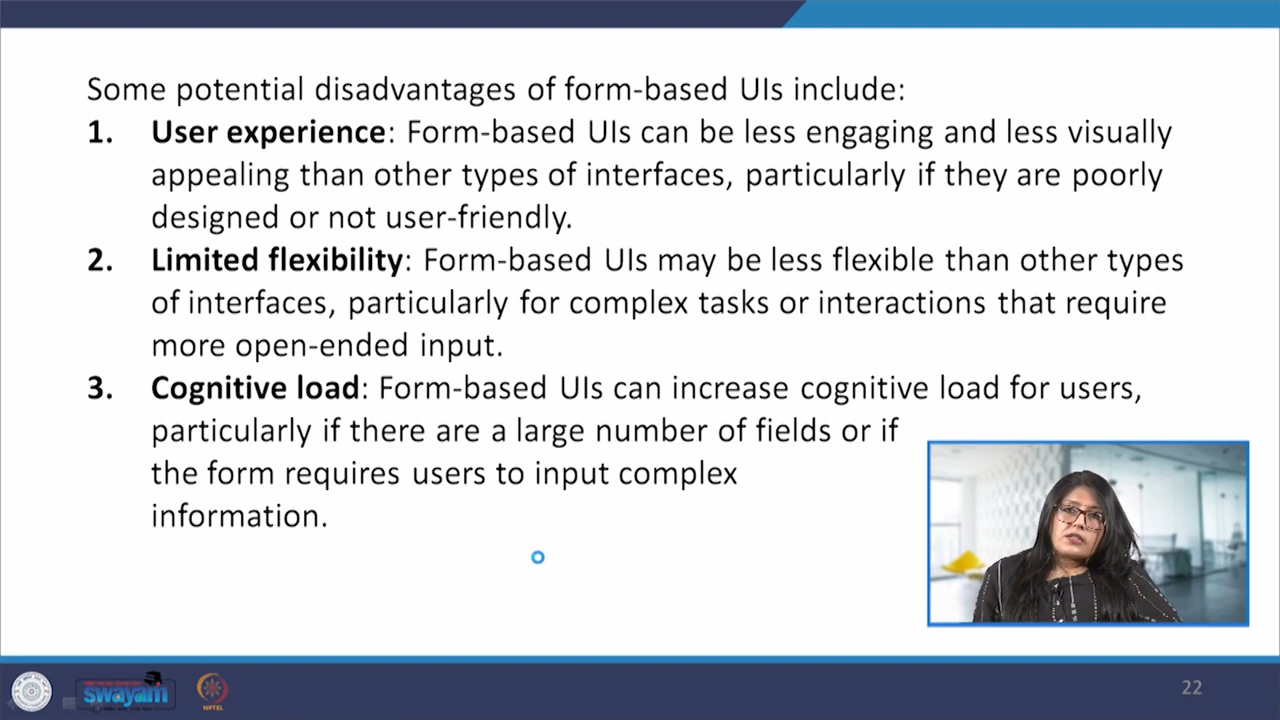 Some potential disadvantages of form-based UIs include:
1. User experience: Form-based UIs can be less engaging and less visually
appealing than other types of interfaces, particularly if they are poorly
designed or not user-friendly.
2. Limited flexibility: Form-based UIs may be less flexible than other types
of interfaces, particularly for complex tasks or interactions that require
more open-ended input.
3. Cognitive load: Form-based UIs can increase cognitive load for users,
particularly if there are a large number of fields or if
the form requires users to input complex
information.
swayam
NPTEL
22